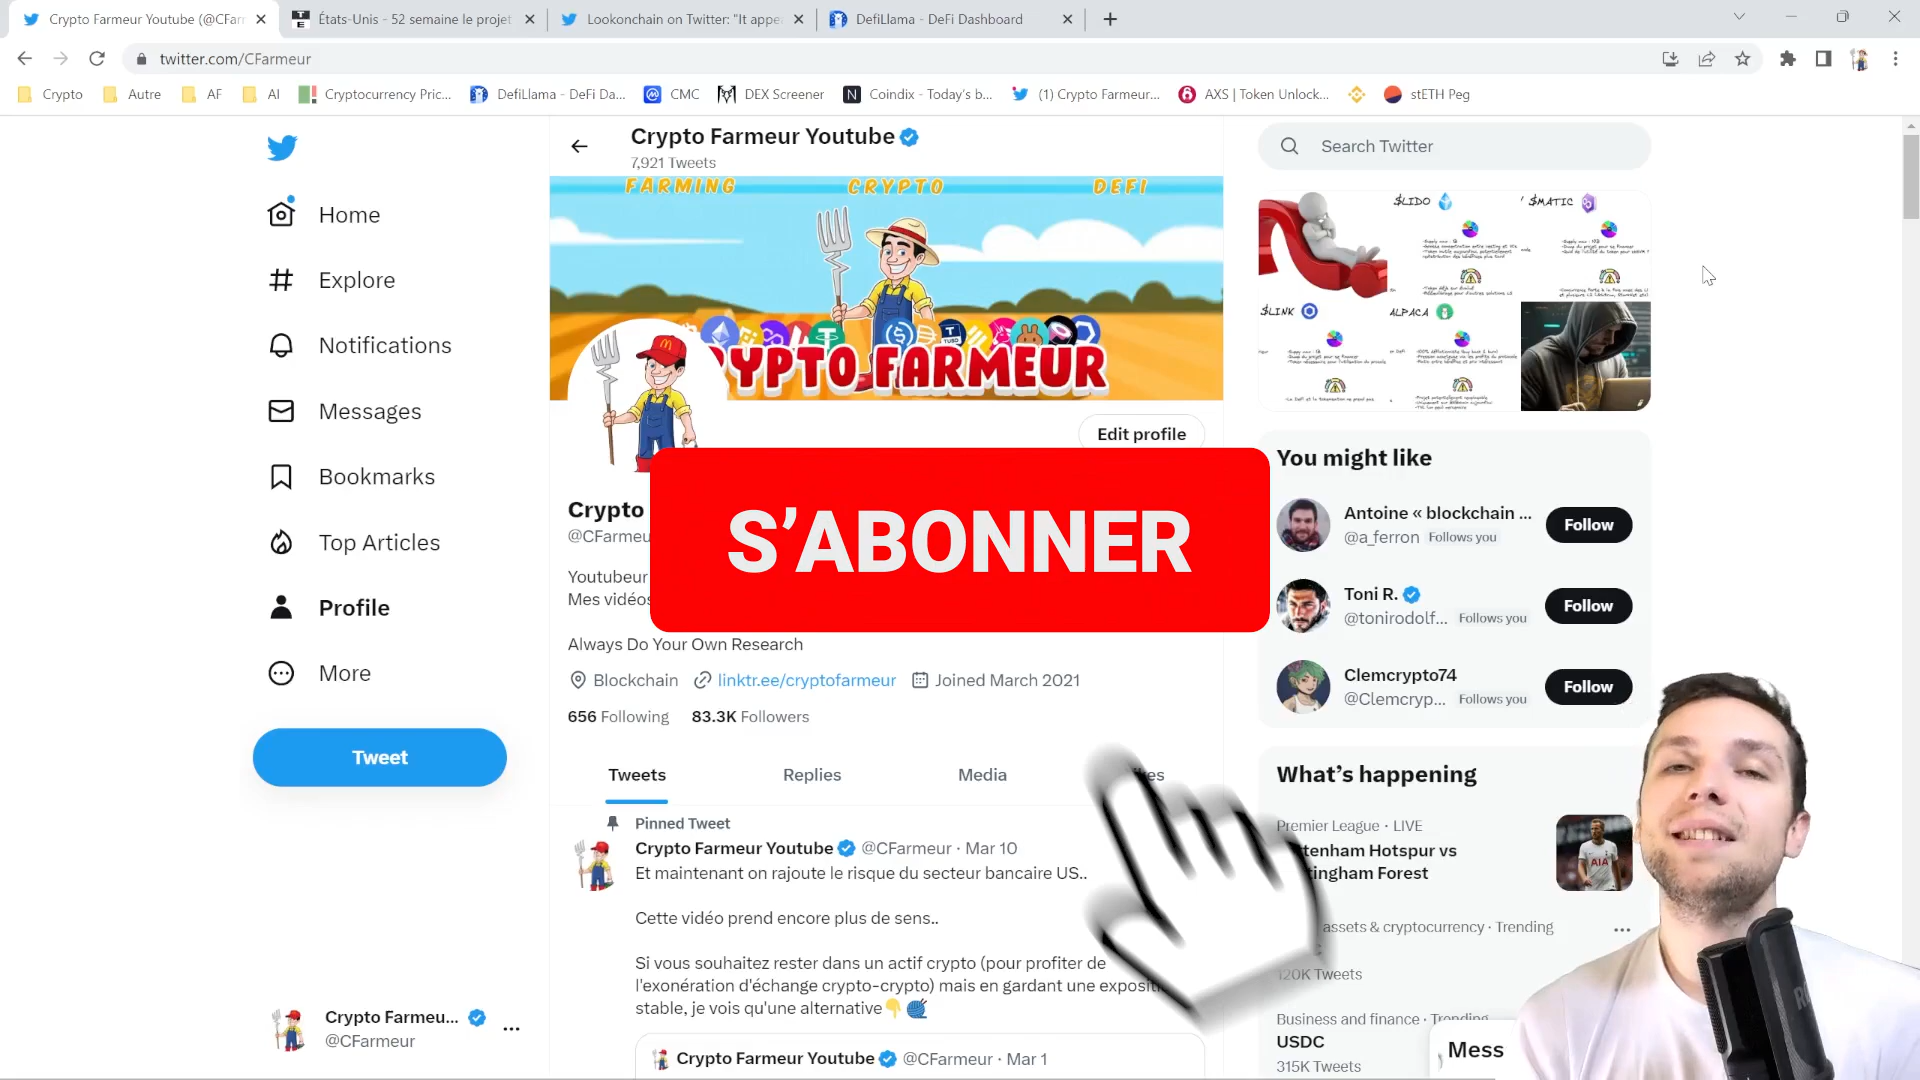 Crypto Farmeur Youtube (@CFar
États-Unis - 52 semaine le projet
Lookonchain on Twitter: "It appe
DefiLlama - DeFi Dashboard
twitter.com/CFarmeur
Crypto
Autre
AF
AI
Cryptocurrency Pric...
DefiLlama - DeFi Da...
CMC
DEX Screener
Coindix - Today's b...
(1) Crypto Farmeur...
AXS | Token Unlock...
stETH Peg
Home
Explore
Notifications
Messages
Bookmarks
Top Articles
Profile
More
Tweet
Crypto Farmeu...
@CFarmeur
Crypto Farmeur Youtube
7,921 Tweets
FARMING CRYPTO DEFI
YPTO FARMEUR
Edit profile
S'ABONNER
Crypto
@CFarmeu
Youtubeur
Mes vidéos
Always Do Your Own Research
Blockchain linktr.ee/cryptofarmeur Joined March 2021
656 Following 83.3K Followers
Tweets Replies Media
Pinned Tweet
Crypto Farmeur Youtube @CFarmeur · Mar 10
Et maintenant on rajoute le risque du secteur bancaire US..
Cette vidéo prend encore plus de sens..
Si vous souhaitez rester dans un actif crypto (pour profiter de
l'exonération d'échange crypto-crypto) mais en gardant une expositi
stable, je vois qu'une alternative
Crypto Farmeur Youtube @CFarmeur · Mar 1
Search Twitter
$LIDO
$MATIC
$LINK
ALPACA
You might like
Antoine « blockchain ...
@a_ferron Follows you
Follow
Toni R.
@tonirodolf... Follows you
Follow
Clemcrypto74
@Clemcryp... Follows you
Follow
What's happening
Premier League · LIVE
ttenham Hotspur vs
tingham Forest
AIA
assets & cryptocurrency · Trending
120K Tweets
Business and finance · Trending
USDC
315K Tweets
Mess